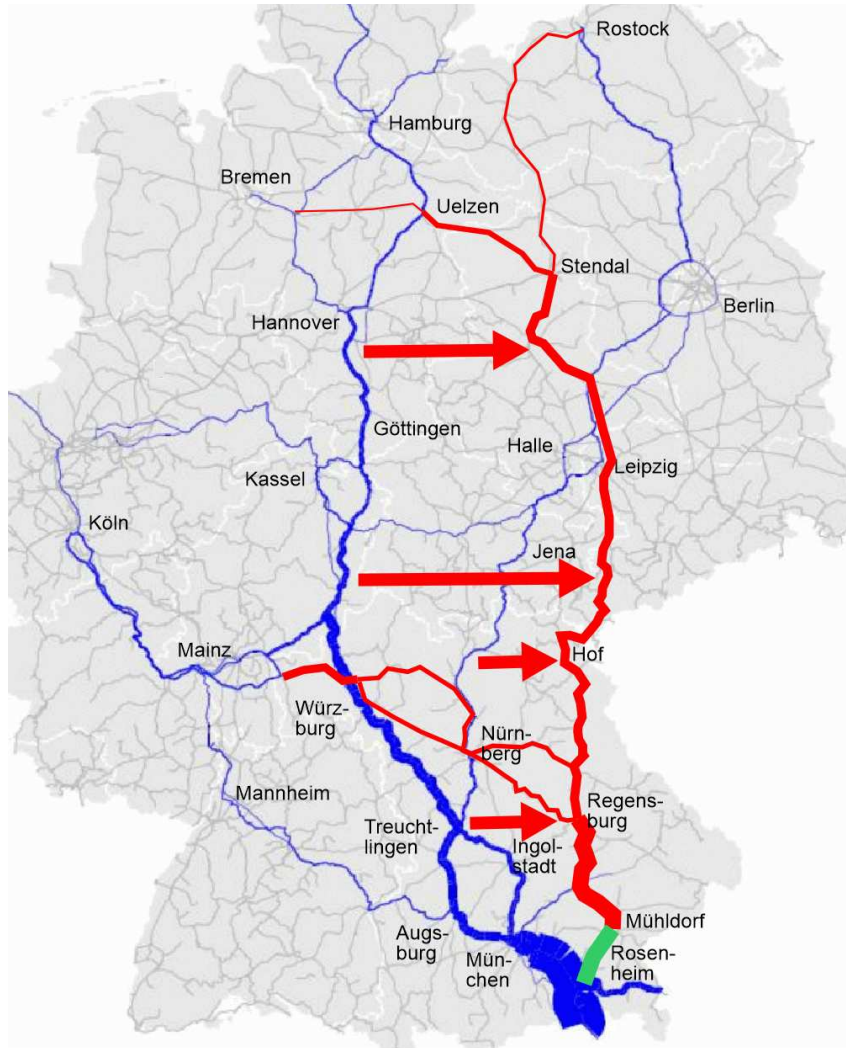 Rostock
Hamburg
Bremen
Uelzen
Stendal
Berlin
Hannover
Göttingen
Halle
Leipzig
Kassel
Köln
Jena
Mainz
Hof
Würz-
burg
Nürn-
berg
Mannheim
Regens-
burg
Treucht-
lingen
Ingol-
stadt
Mühldorf
Augs-
burg
Mün-
chen
Rosen-
heim